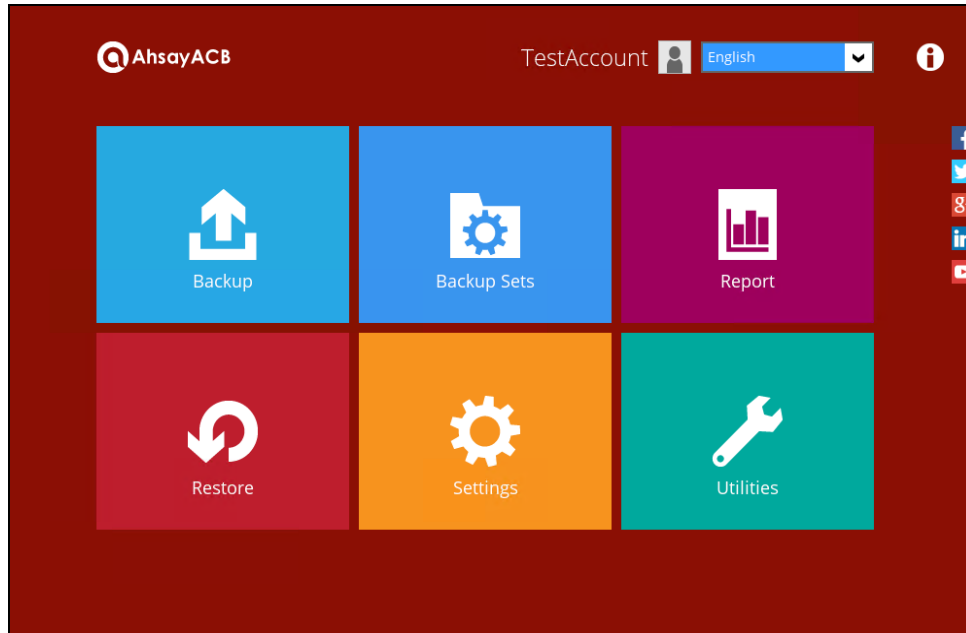 AhsayACB
TestAccount
English
Backup
Backup Sets
Report
Restore
Settings
Utilities